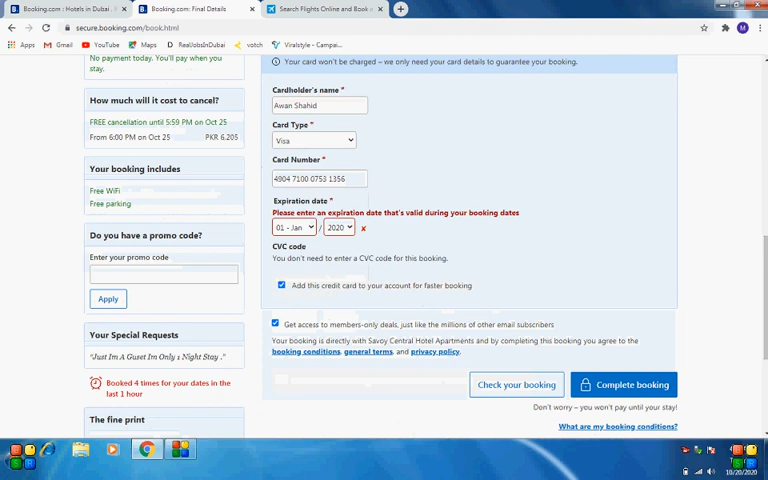 Booking.com : Hotels in Dubai
Booking.com: Final Details
Search Flights Online and Book
secure.booking.com/book.html
Apps
Gmail
YouTube
Maps
RealJobsInDubai
votch
Viralstyle - Campai...
No payment today. You'll pay when you
stay.
How much will it cost to cancel?
FREE cancellation until 5:59 PM on Oct 25
From 6:00 PM on Oct 25 PKR 6,205
Your booking includes
Free WiFi
Free parking
Do you have a promo code?
Enter your promo code
Apply
Your Special Requests
"Just Im A Guset Im Only 1 Night Stay ."
Booked 4 times for your dates in the
last 1 hour
The fine print
Your card won't be charged – we only need your card details to guarantee your booking.
Cardholder's name *
Awan Shahid
Card Type *
Visa
Card Number *
4904 7100 0753 1356
Expiration date *
Please enter an expiration date that's valid during your booking dates
01 - Jan / 2020 x
CVC code
You don't need to enter a CVC code for this booking.
Add this credit card to your account for faster booking
Get access to members-only deals, just like the millions of other email subscribers
Your booking is directly with Savoy Central Hotel Apartments and by completing this booking you agree to the
booking conditions, general terms, and privacy policy.
Check your booking
Complete booking
Don't worry – you won't pay until your stay!
What are my booking conditions?
10/20/2020